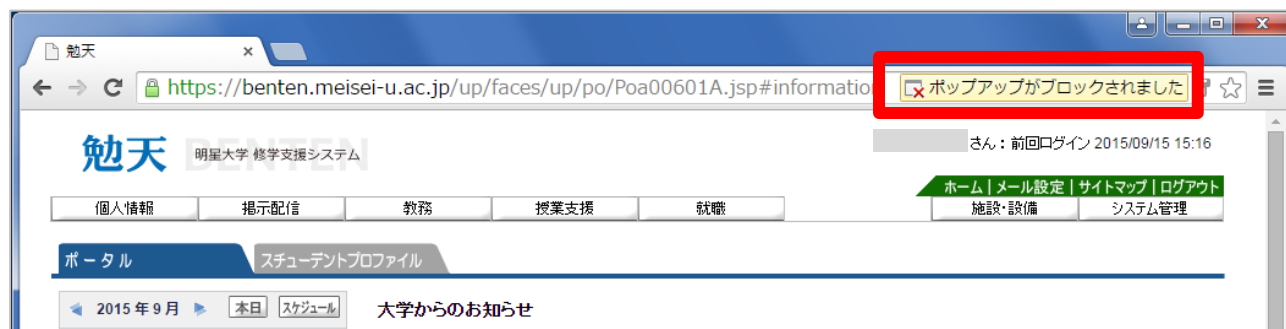 勉天
https://benten.meisei-u.ac.jp/up/faces/up/po/Poa00601A.jsp#information
ポップアップがブロックされました
勉天 BENTEN 明星大学 修学支援システム
さん：前回ログイン 2015/09/15 15:16
ホーム | メール設定 | サイトマップ | ログアウト
個人情報 掲示配信 教務 授業支援 就職 施設・設備 システム管理
ポータル スチューデントプロファイル
2015 年 9 月 本日 スケジュール 大学からのお知らせ